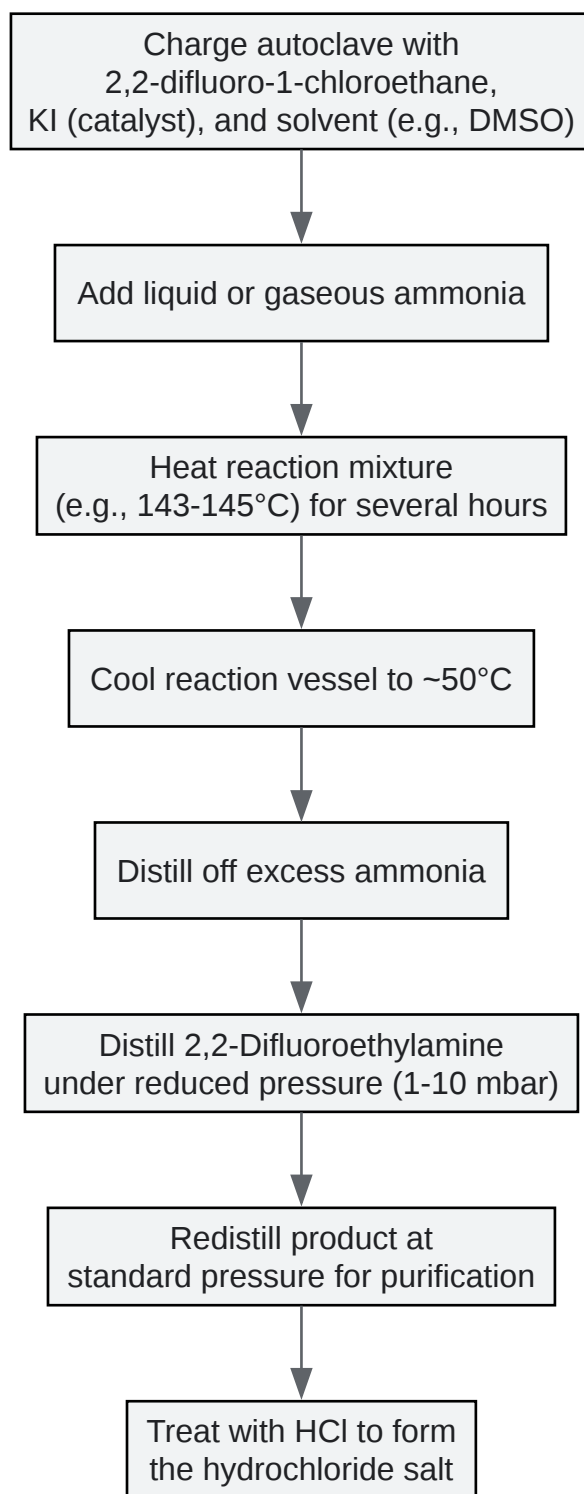 Charge autoclave with
2,2-difluoro-1-chloroethane,
KI (catalyst), and solvent (e.g., DMSO)
Add liquid or gaseous ammonia
Heat reaction mixture
(e.g., 143-145°C) for several hours
Cool reaction vessel to ~50°C
Distill off excess ammonia
Distill 2,2-Difluoroethylamine
under reduced pressure (1-10 mbar)
Redistill product at
standard pressure for purification
Treat with HCl to form
the hydrochloride salt